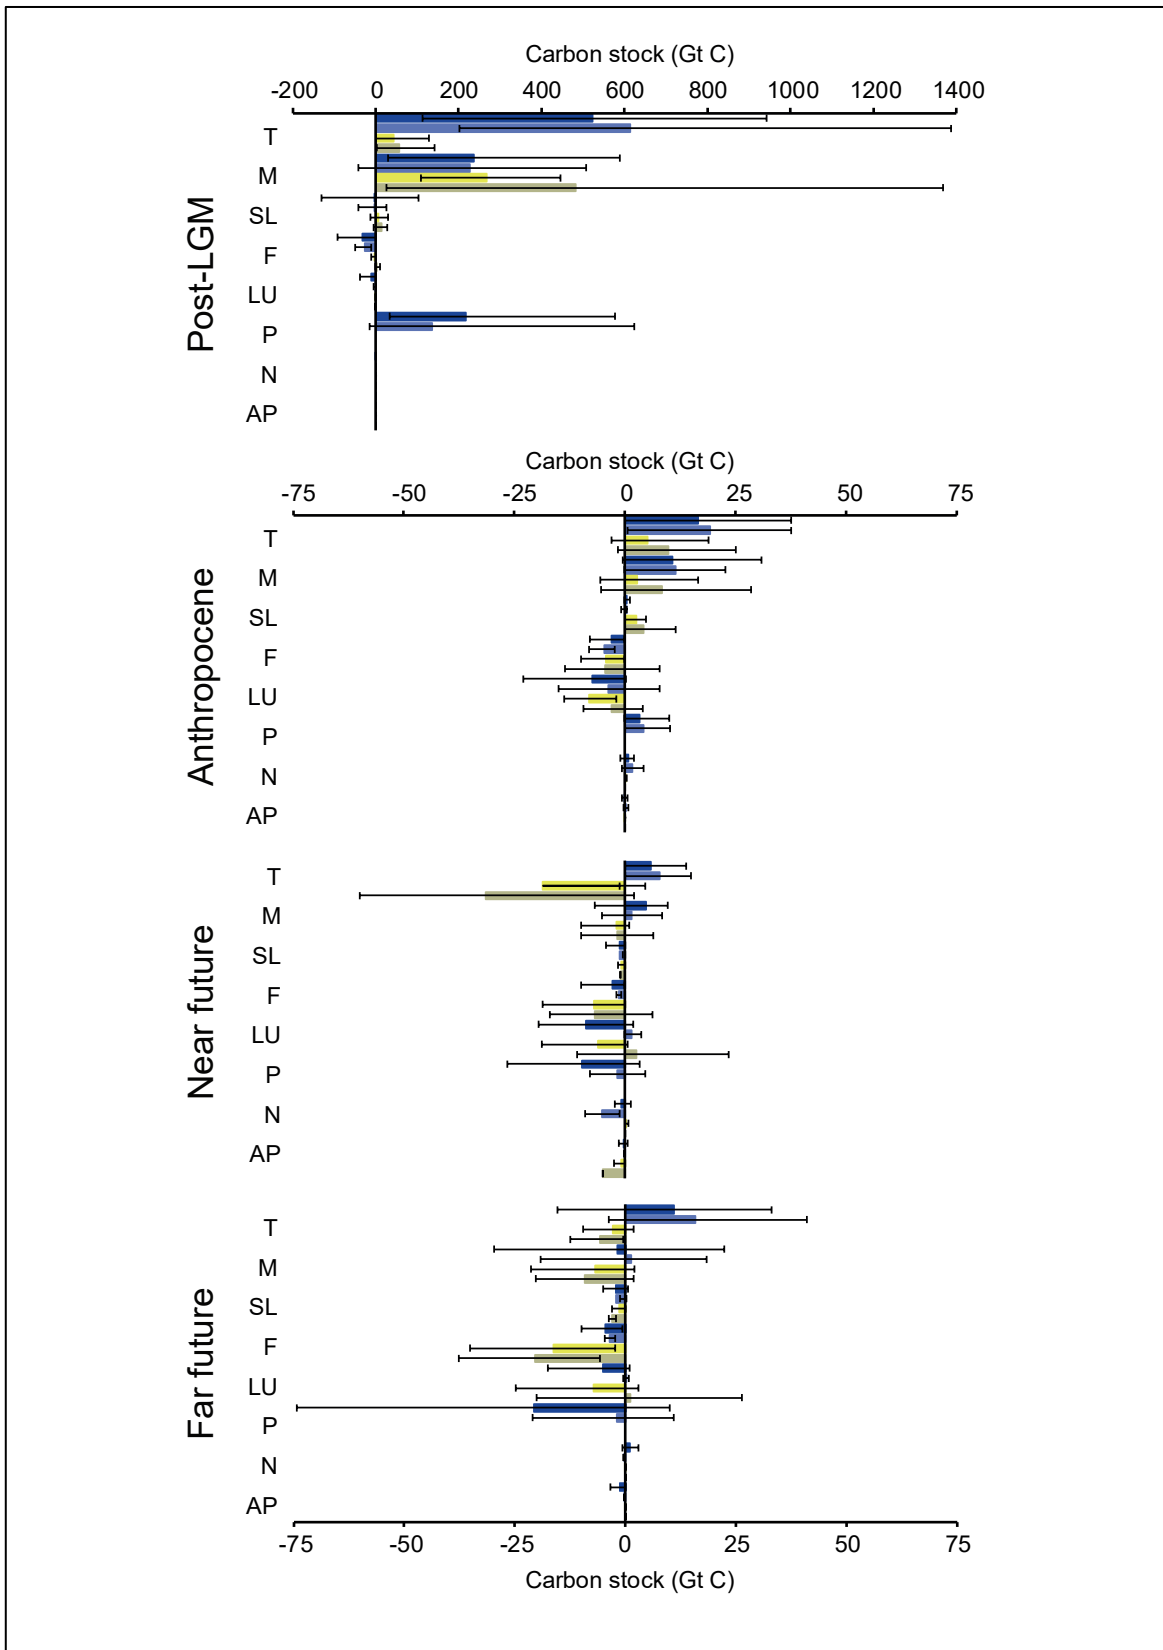 Carbon stock (Gt C)
-200 0 200 400 600 800 1000 1200 1400
Post-LGM
T
M
SL
F
LU
P
N
AP
Carbon stock (Gt C)
-75 -50 -25 0 25 50 75
Anthropocene
T
M
SL
F
LU
P
N
AP
Near future
T
M
SL
F
LU
P
N
AP
Far future
T
M
SL
F
LU
P
N
AP
-75 -50 -25 0 25 50 75
Carbon stock (Gt C)